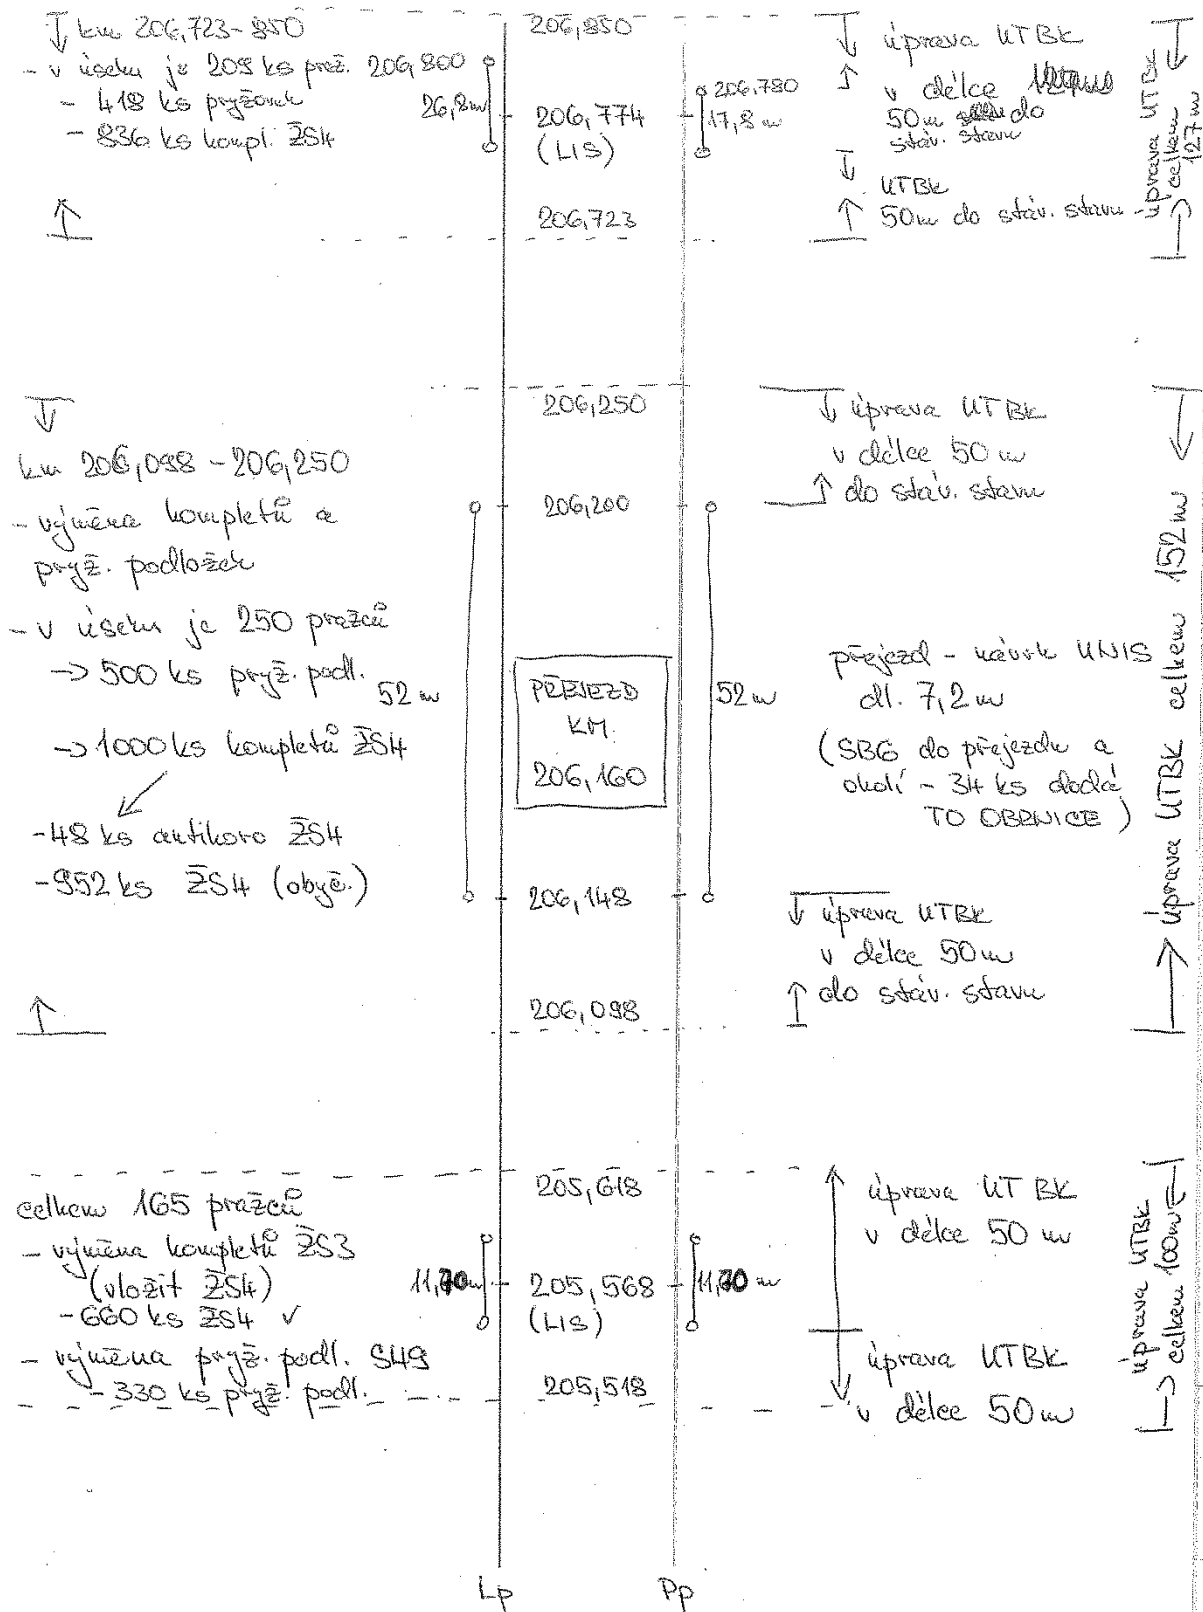 km 206,723-850
- v úseku je 209 ks praž.
- 418 ks pryžovek
- 836 ks kompl. ŽS4
206,800
26,8m
206,850
206,774
(LIS)
206,723
206,780
17,8 m
úprava UTBK
v délce
50m do
stáv. stavu
UTBK
50m do stáv. stavu
úprava UTBK
celkem
127 m
km 206,098 - 206,250
- výměna kompletů a
pryž. podložek
- v úseku je 250 pražců
-> 500 ks pryž. podl.
-> 1000 ks kompletů ŽS4
-48 ks antikoro ŽS4
-952 ks ŽS4 (obyč.)
52 m
206,250
206,200
PŘEJEZD
KM.
206,160
206,148
206,098
52 m
úprava UTBK
v délce 50 m
do stáv. stavu
přejezd - návrh UNIS
dl. 7,2 m
(SBG do přejezdu a
okolí - 34 ks dodá
TO OBRNICE)
úprava UTBK
v délce 50 m
do stáv. stavu
úprava UTBK celkem 152 m
celkem 165 pražců
- výměna kompletů ŽS3
(vložit ŽS4)
- 660 ks ŽS4 ✓
- výměna pryž. podl. S49
- 330 ks pryž. podl.
11,70 m
205,618
205,568
(LIS)
205,518
11,70 m
úprava UT BK
v délce 50 m
úprava UTBK
v délce 50 m
úprava UTBK
-> celkem 100m
Lp
Pp